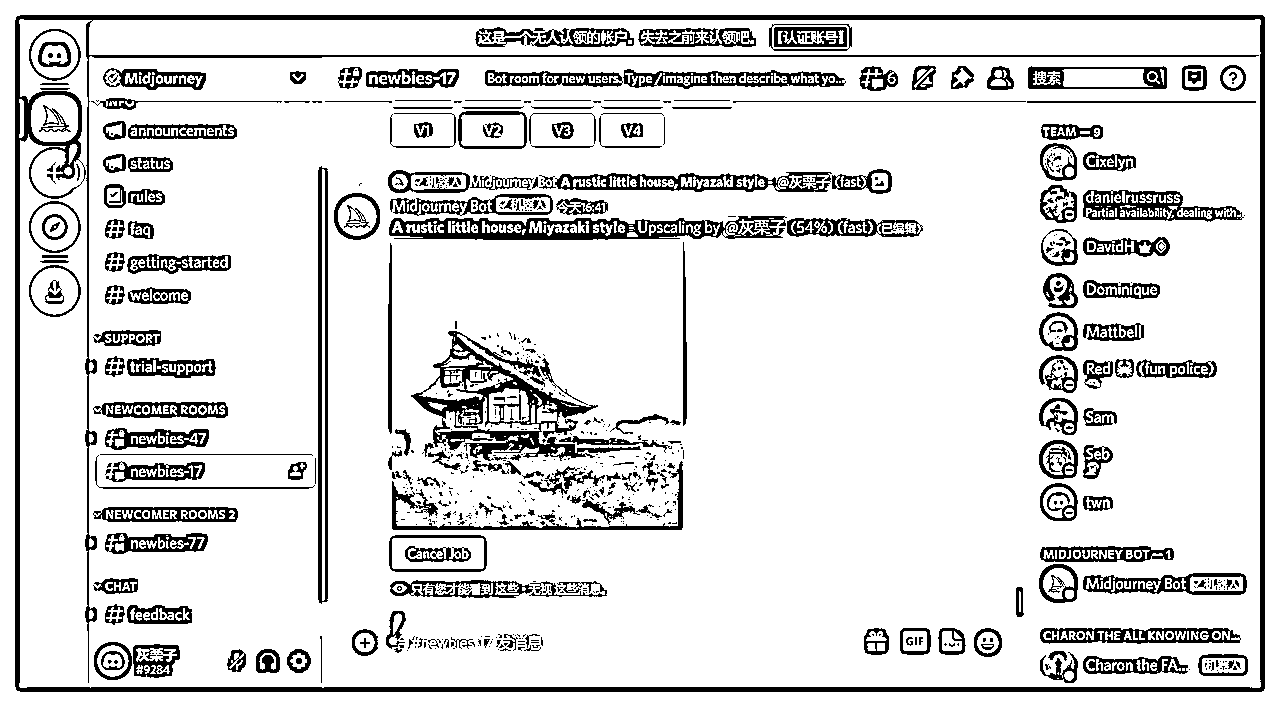 这是一个无人认领的帐户。失去之前来认领吧。 【认证账号】
Midjourney
newbies-17
Bot room for new users. Type /imagine then describe what yo...
6
搜索
INFO
announcements
status
rules
faq
getting-started
welcome
SUPPORT
trial-support
NEWCOMER ROOMS
newbies-47
newbies-17
NEWCOMER ROOMS 2
newbies-77
CHAT
feedback
灰栗子
#9284
V1 V2 V3 V4
机器人 Midjourney Bot A rustic little house, Miyazaki style - @灰栗子 (fast)
Midjourney Bot 机器人 今天16:41
A rustic little house, Miyazaki style - Upscaling by @灰栗子 (54%) (fast) (已编辑)
Cancel Job
只有您才能看到这些 · 无视这些消息。
#newbies-17 发消息
GIF
TEAM — 9
Cixelyn
danielrussruss
Partial availability, dealing with...
DavidH
Dominique
Mattbell
Red (fun police)
Sam
Seb
twn
MIDJOURNEY BOT — 1
Midjourney Bot 机器人
CHARON THE ALL KNOWING ON...
Charon the FA... 机器人